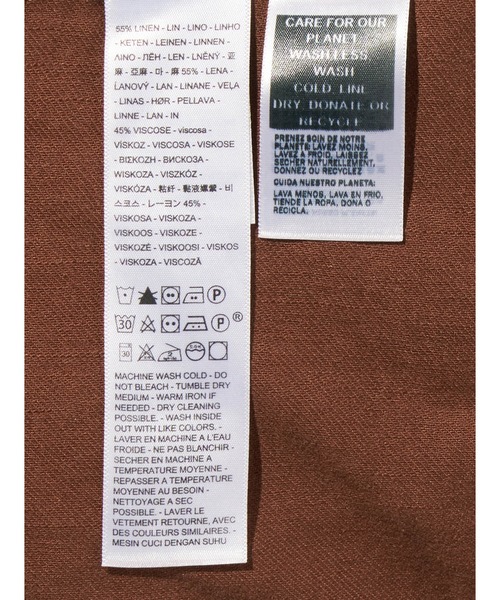 55% LINEN - LIN - LINO - LINHO
- KETEN - LEINEN - LINNEN -
ΛΙΝΟ - ЛЁН - LEN - LNĚNÝ - 亚
麻 - 亞麻 - 마 - 麻 55% - LENA -
ĽANOVÝ - LAN - LINANE - VEĻA
- LINAS - HØR - PELLAVA -
LINNE - LAN - IN
45% VISCOSE - viscosa -
VİSKOZ - VISCOSA - VISKOSE
- ΒΙΣΚΟΖΗ - ВИСКОЗА -
WISKOZA - VISZKÓZ -
VISKÓZA - 粘纤 - 黏液螺縈 - 비
스코스 - レーヨン 45% -
VISKOSA - VISKOZA -
VISKOOS - VISKOZE -
VISKOZĖ - VISKOOSI - VISKOS
- VISKOZA - VISCOZĂ
P
30 P ®
30
MACHINE WASH COLD - DO
NOT BLEACH - TUMBLE DRY
MEDIUM - WARM IRON IF
NEEDED - DRY CLEANING
POSSIBLE. - WASH INSIDE
OUT WITH LIKE COLORS. -
LAVER EN MACHINE A L'EAU
FROIDE - NE PAS BLANCHIR -
SECHER EN MACHINE A
TEMPERATURE MOYENNE -
REPASSER A TEMPERATURE
MOYENNE AU BESOIN -
NETTOYAGE A SEC
POSSIBLE. - LAVER LE
VETEMENT RETOURNE, AVEC
DES COULEURS SIMILAIRES. -
MESIN CUCI DENGAN SUHU
CARE FOR OUR
PLANET
WASH LESS
WASH
COLD LINE
DRY DONATE OR
RECYCLE
PRENEZ SOIN DE NOTRE
PLANETE: LAVEZ MOINS,
LAVEZ A FROID, LAISSEZ
SECHER NATURELLEMENT,
DONNEZ OU RECYCLEZ
CUIDA NUESTRO PLANETA:
LAVA MENOS, LAVA EN FRIO,
TIENDE LA ROPA, DONA O
RECICLA.